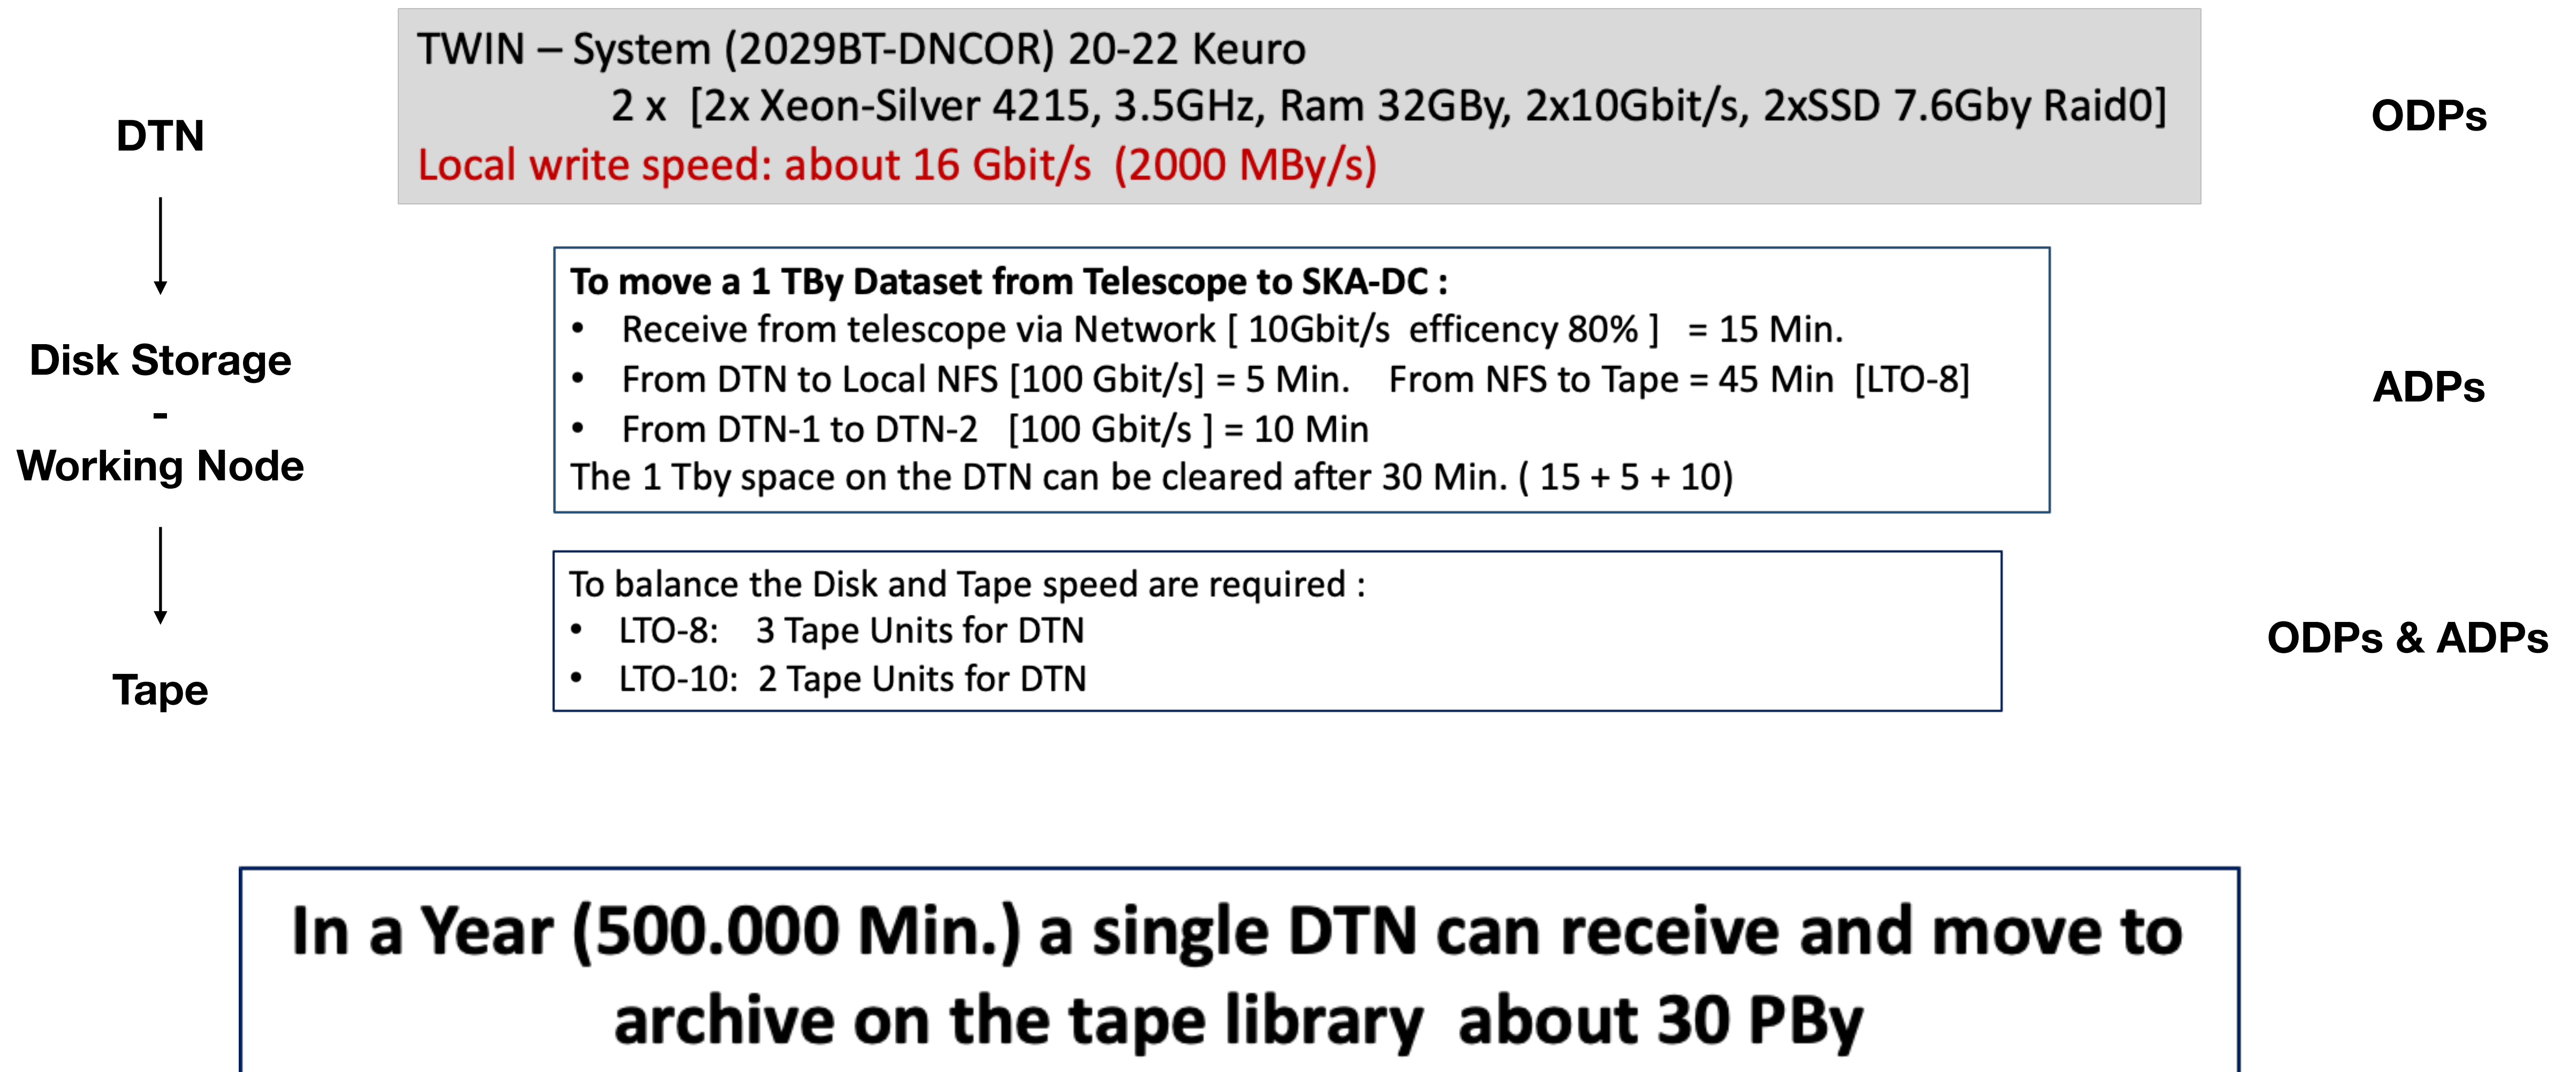 TWIN – System (2029BT-DNCOR) 20-22 Keuro
2 x [2x Xeon-Silver 4215, 3.5GHz, Ram 32GBy, 2x10Gbit/s, 2xSSD 7.6Gby Raid0]
Local write speed: about 16 Gbit/s (2000 MBy/s)
DTN
ODPs
To move a 1 TBy Dataset from Telescope to SKA-DC :
• Receive from telescope via Network [ 10Gbit/s efficency 80% ] = 15 Min.
• From DTN to Local NFS [100 Gbit/s] = 5 Min. From NFS to Tape = 45 Min [LTO-8]
• From DTN-1 to DTN-2 [100 Gbit/s ] = 10 Min
The 1 Tby space on the DTN can be cleared after 30 Min. ( 15 + 5 + 10)
Disk Storage
-
Working Node
ADPs
To balance the Disk and Tape speed are required :
• LTO-8: 3 Tape Units for DTN
• LTO-10: 2 Tape Units for DTN
Tape
ODPs & ADPs
In a Year (500.000 Min.) a single DTN can receive and move to
archive on the tape library about 30 PBy